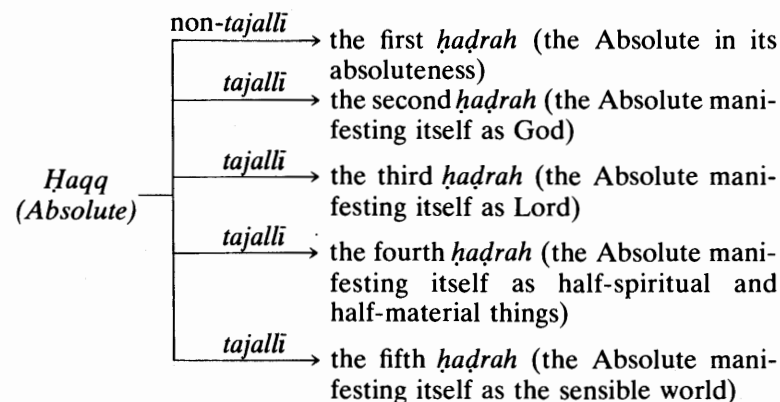 non-tajallī
the first ḥaḍrah (the Absolute in its
absoluteness)
tajallī
the second ḥaḍrah (the Absolute mani-
festing itself as God)
Ḥaqq
(Absolute)
tajallī
the third ḥaḍrah (the Absolute mani-
festing itself as Lord)
tajallī
the fourth ḥaḍrah (the Absolute mani-
festing itself as half-spiritual and
half-material things)
tajallī
the fifth ḥaḍrah (the Absolute mani-
festing itself as the sensible world)